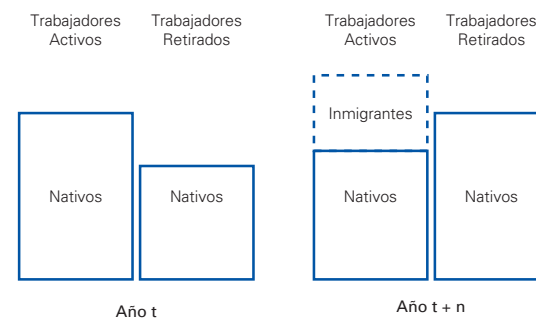 Trabajadores
Activos
Trabajadores
Retirados
Trabajadores
Activos
Trabajadores
Retirados
Inmigrantes
Nativos
Nativos
Nativos
Nativos
Año t
Año t + n